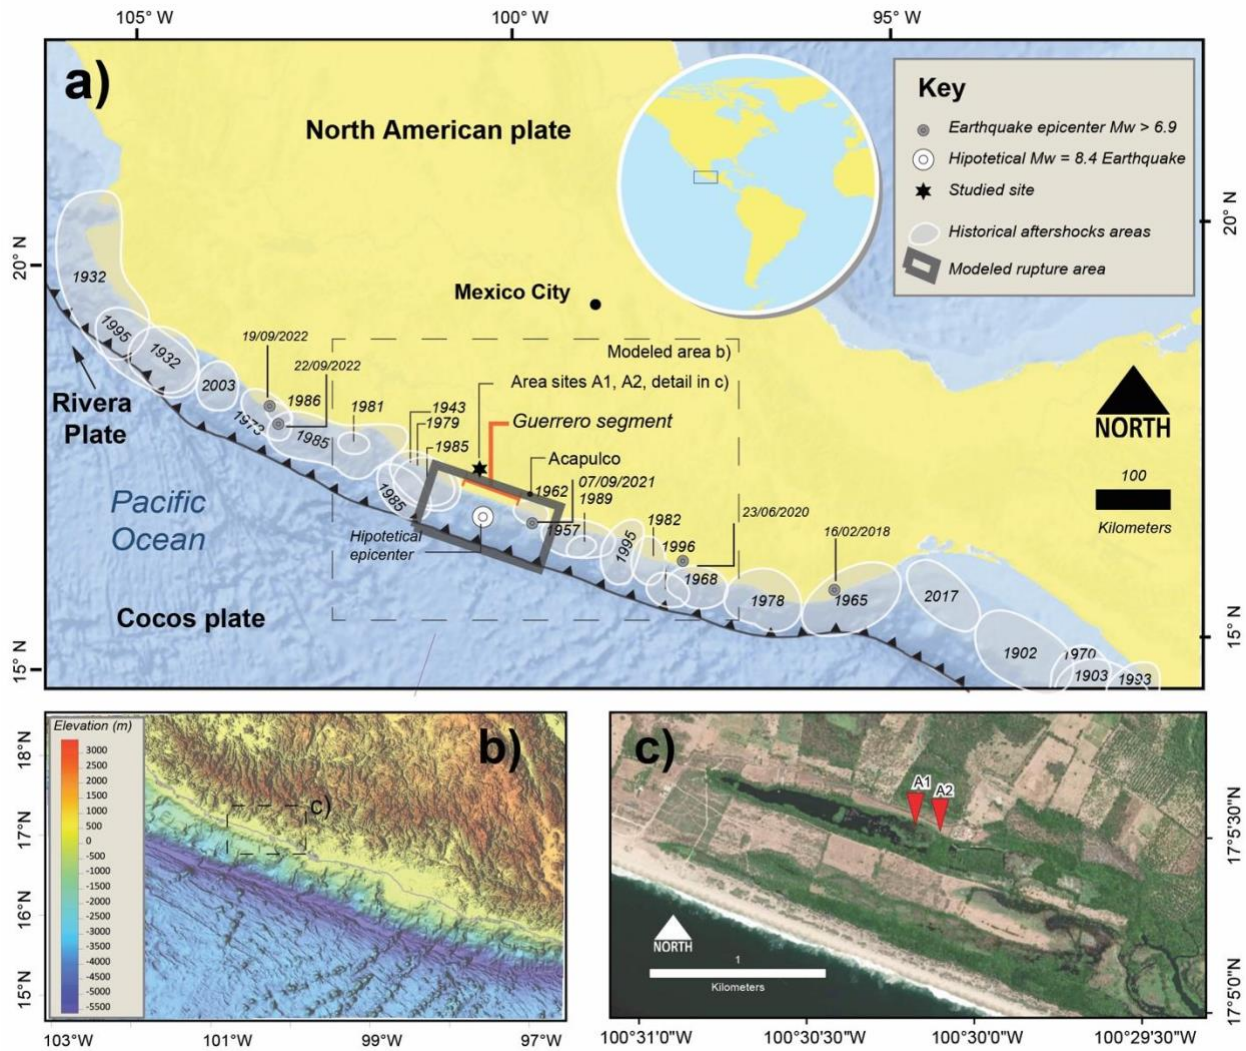 105° W
100° W
95° W
a)
North American plate
Key
Earthquake epicenter Mw > 6.9
Hipotetical Mw = 8.4 Earthquake
Studied site
Historical aftershocks areas
Modeled rupture area
20° N
20° N
Mexico City
1932
1995
1932
19/09/2022
22/09/2022
2003
1986
1973
1985
1981
Modeled area b)
Area sites A1, A2, detail in c)
1943
1979
1985
Guerrero segment
Acapulco
07/09/2021
1962
1989
1985
1957
1982
23/06/2020
1995
1996
16/02/2018
1968
1978
1965
2017
1902
1970
1903
1993
Rivera
Plate
Pacific
Ocean
Hipotetical
epicenter
Cocos plate
NORTH
100
Kilometers
15° N
15° N
Elevation (m)
3000
2500
2000
1500
1000
500
0
-500
-1000
-1500
-2000
-2500
-3000
-3500
-4000
-4500
-5000
-5500
b)
c)
18°N
17°N
16°N
15°N
103°W
101°W
99°W
97°W
c)
A1
A2
NORTH
1
Kilometers
17°5'30"N
17°5'0"N
100°31'0"W
100°30'30"W
100°30'0"W
100°29'30"W